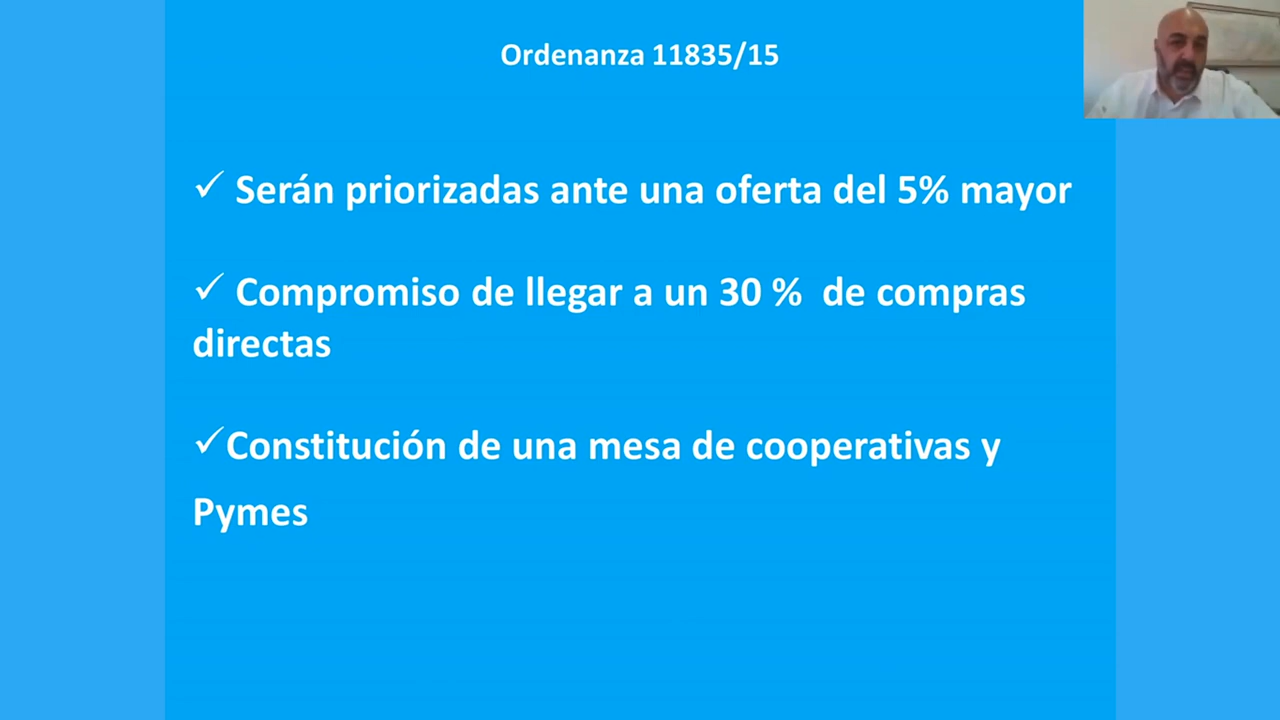 Ordenanza 11835/15
✓ Serán priorizadas ante una oferta del 5% mayor
✓ Compromiso de llegar a un 30 % de compras
directas
✓Constitución de una mesa de cooperativas y
Pymes